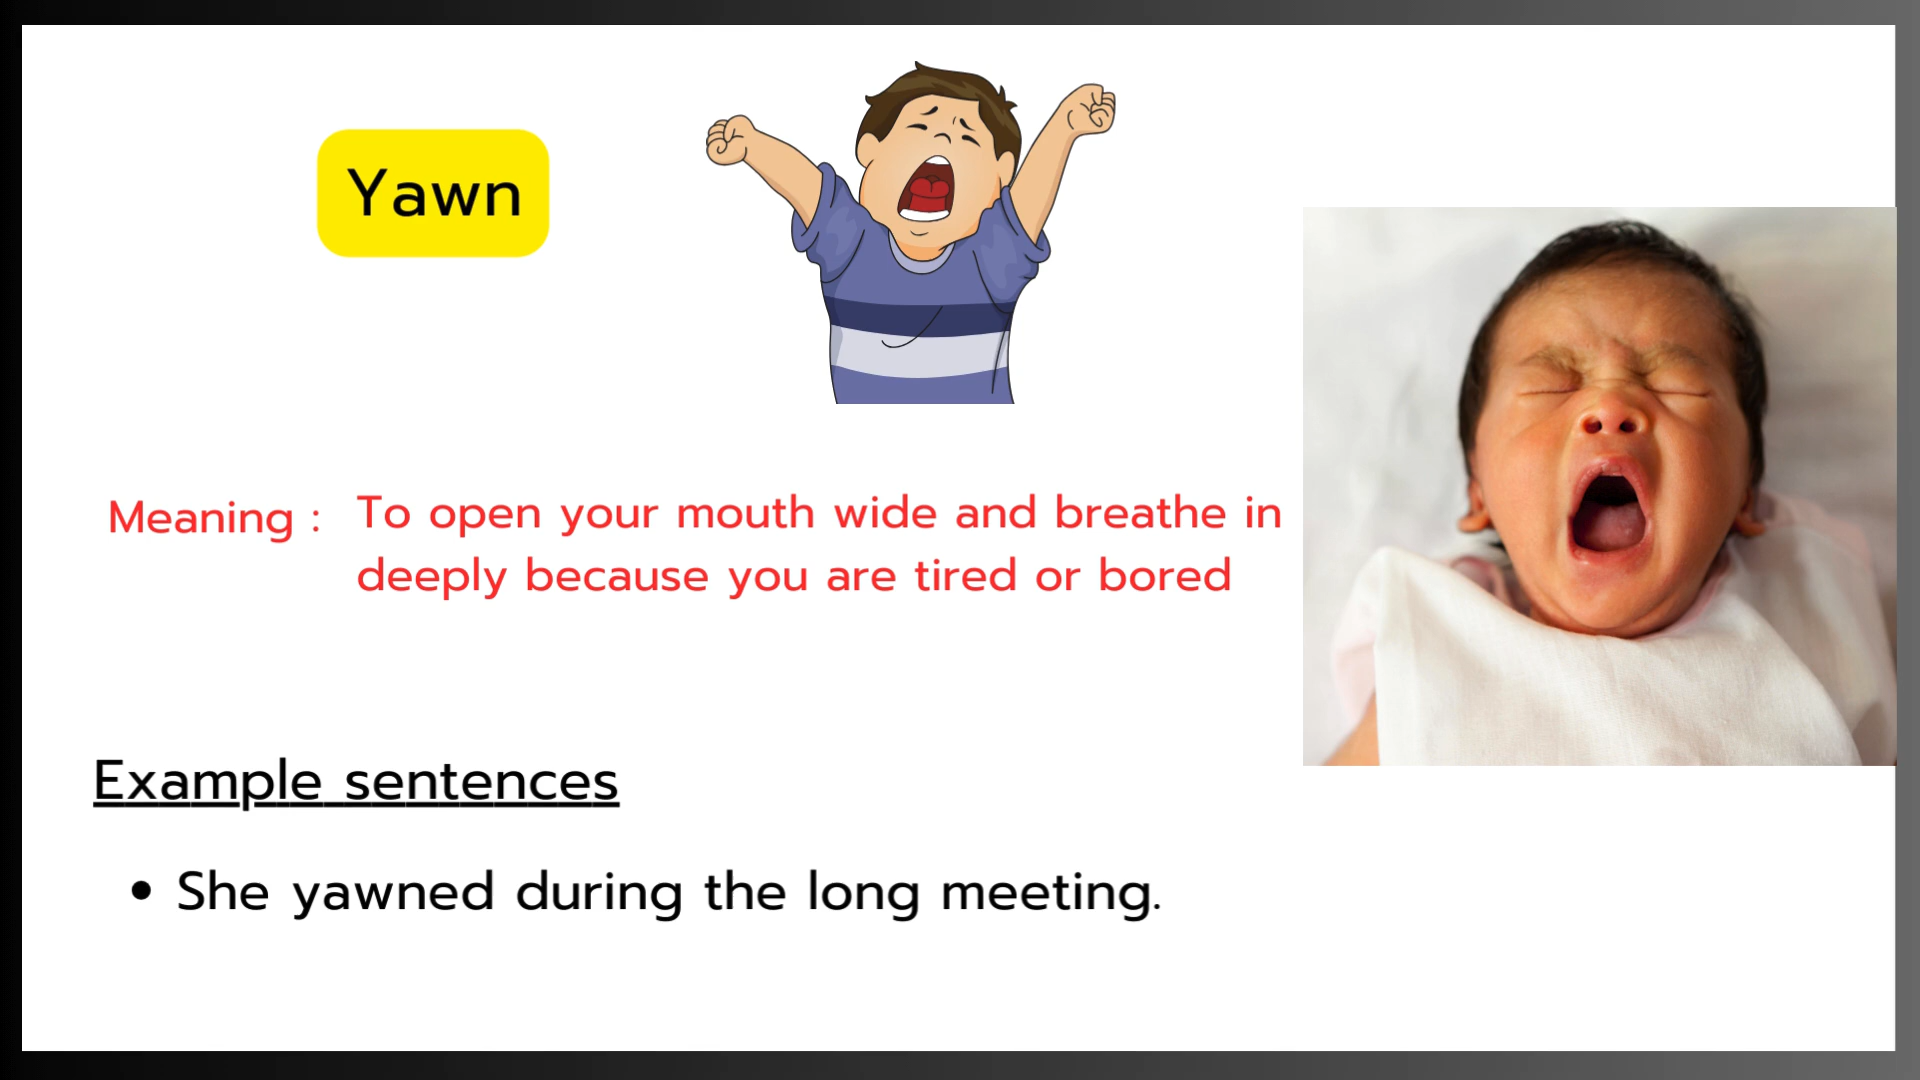 Yawn
Meaning : To open your mouth wide and breathe in
deeply because you are tired or bored
Example sentences
• She yawned during the long meeting.